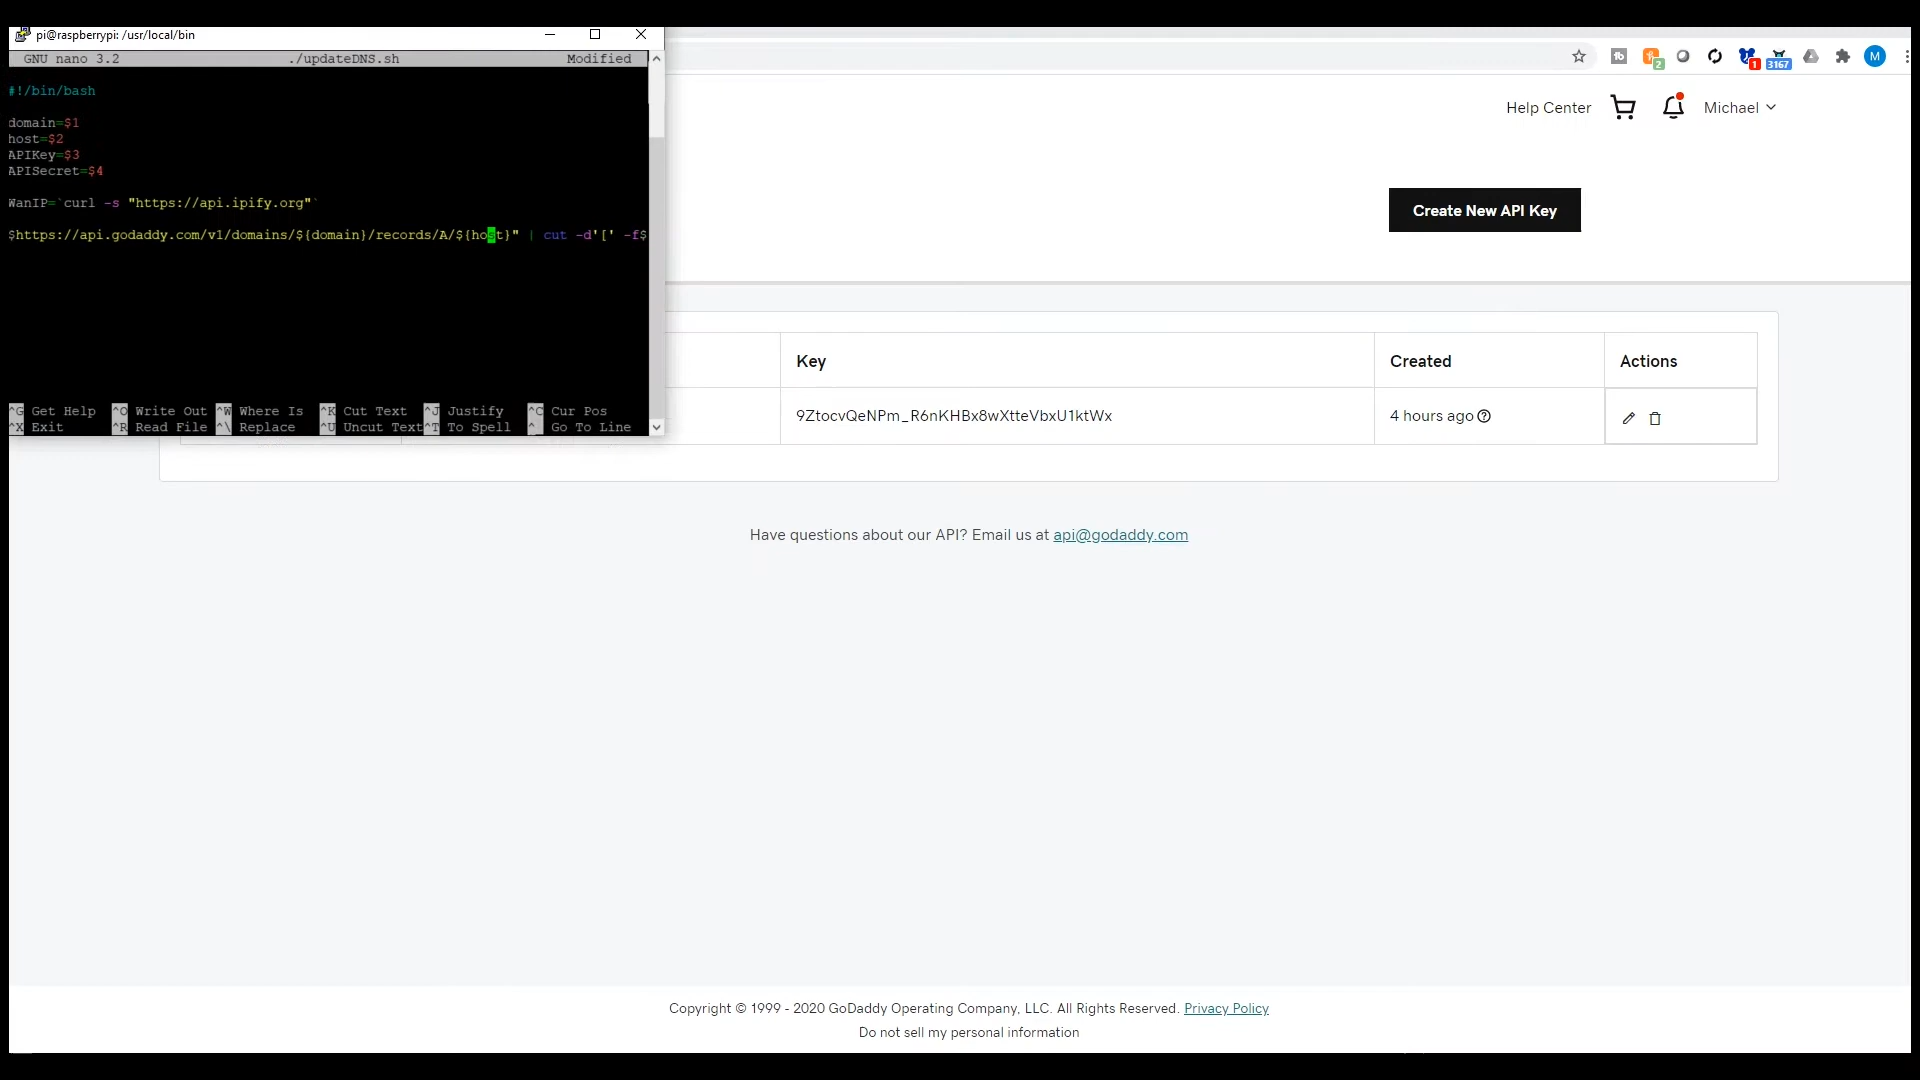 pi@raspberrypi: /usr/local/bin
GNU nano 3.2 ./updateDNS.sh Modified
#!/bin/bash
domain=$1
host=$2
APIKey=$3
APISecret=$4
WanIP=`curl -s "https://api.ipify.org"`
$https://api.godaddy.com/v1/domains/${domain}/records/A/${host}" | cut -d'[' -f$
^G Get Help ^O Write Out ^W Where Is ^K Cut Text ^J Justify ^C Cur Pos
^X Exit ^R Read File ^\ Replace ^U Uncut Text ^T To Spell ^_ Go To Line
2 1 3167 M
Help Center Michael
Create New API Key
Key Created Actions
9ZtocvQeNPm_R6nKHBx8wXtteVbxU1ktWx 4 hours ago
Have questions about our API? Email us at api@godaddy.com
Copyright © 1999 - 2020 GoDaddy Operating Company, LLC. All Rights Reserved. Privacy Policy
Do not sell my personal information